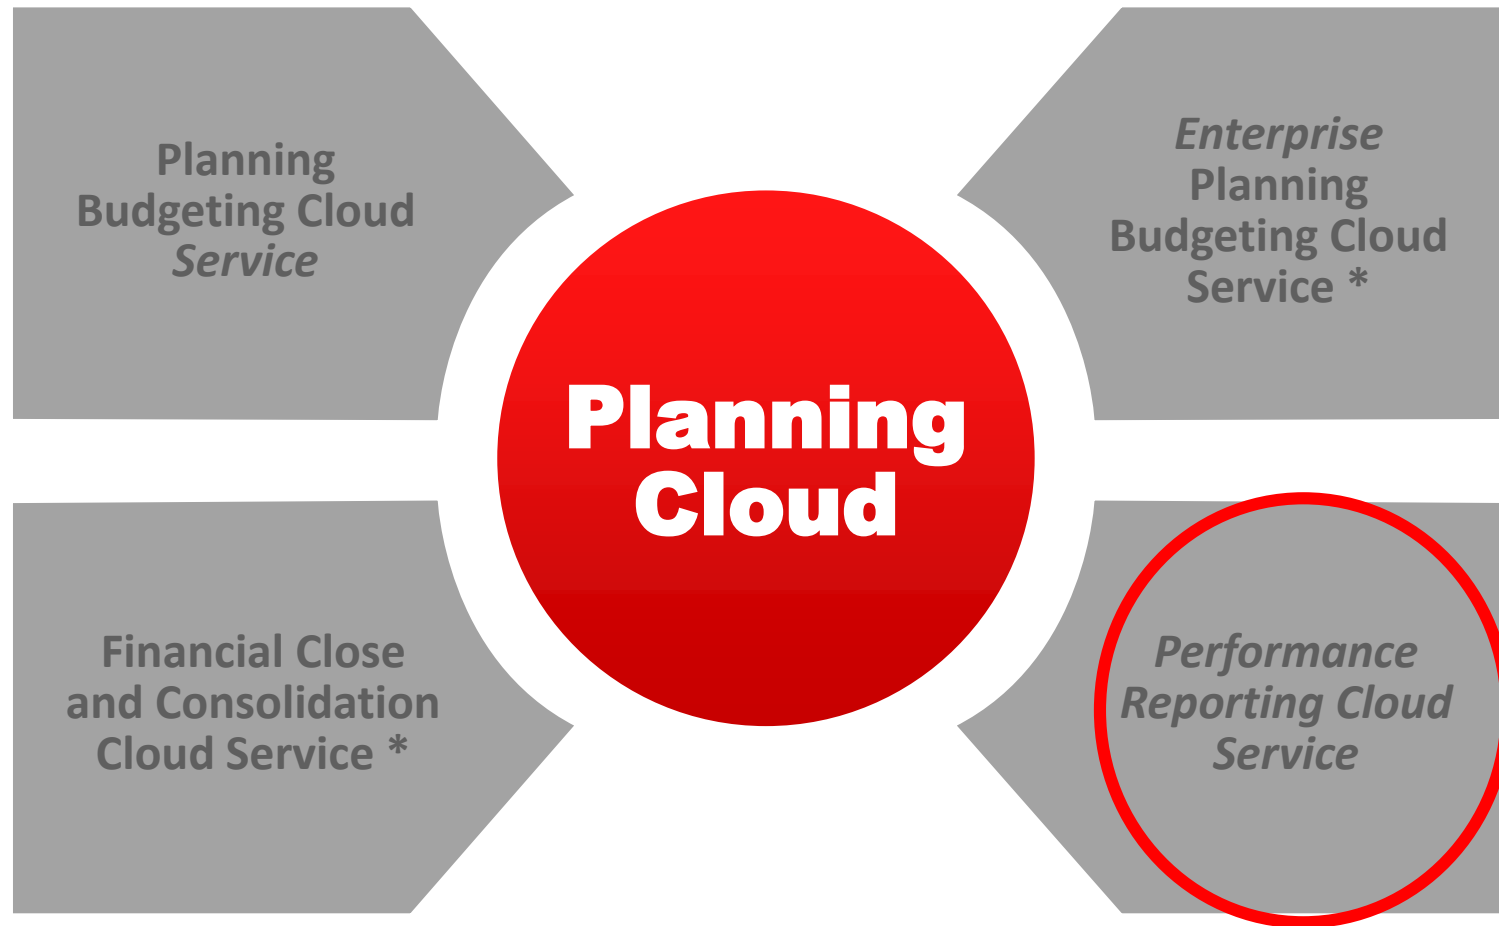 Planning
Budgeting Cloud
Service
Enterprise
Planning
Budgeting Cloud
Service *
Planning
Cloud
Financial Close
and Consolidation
Cloud Service *
Performance
Reporting Cloud
Service